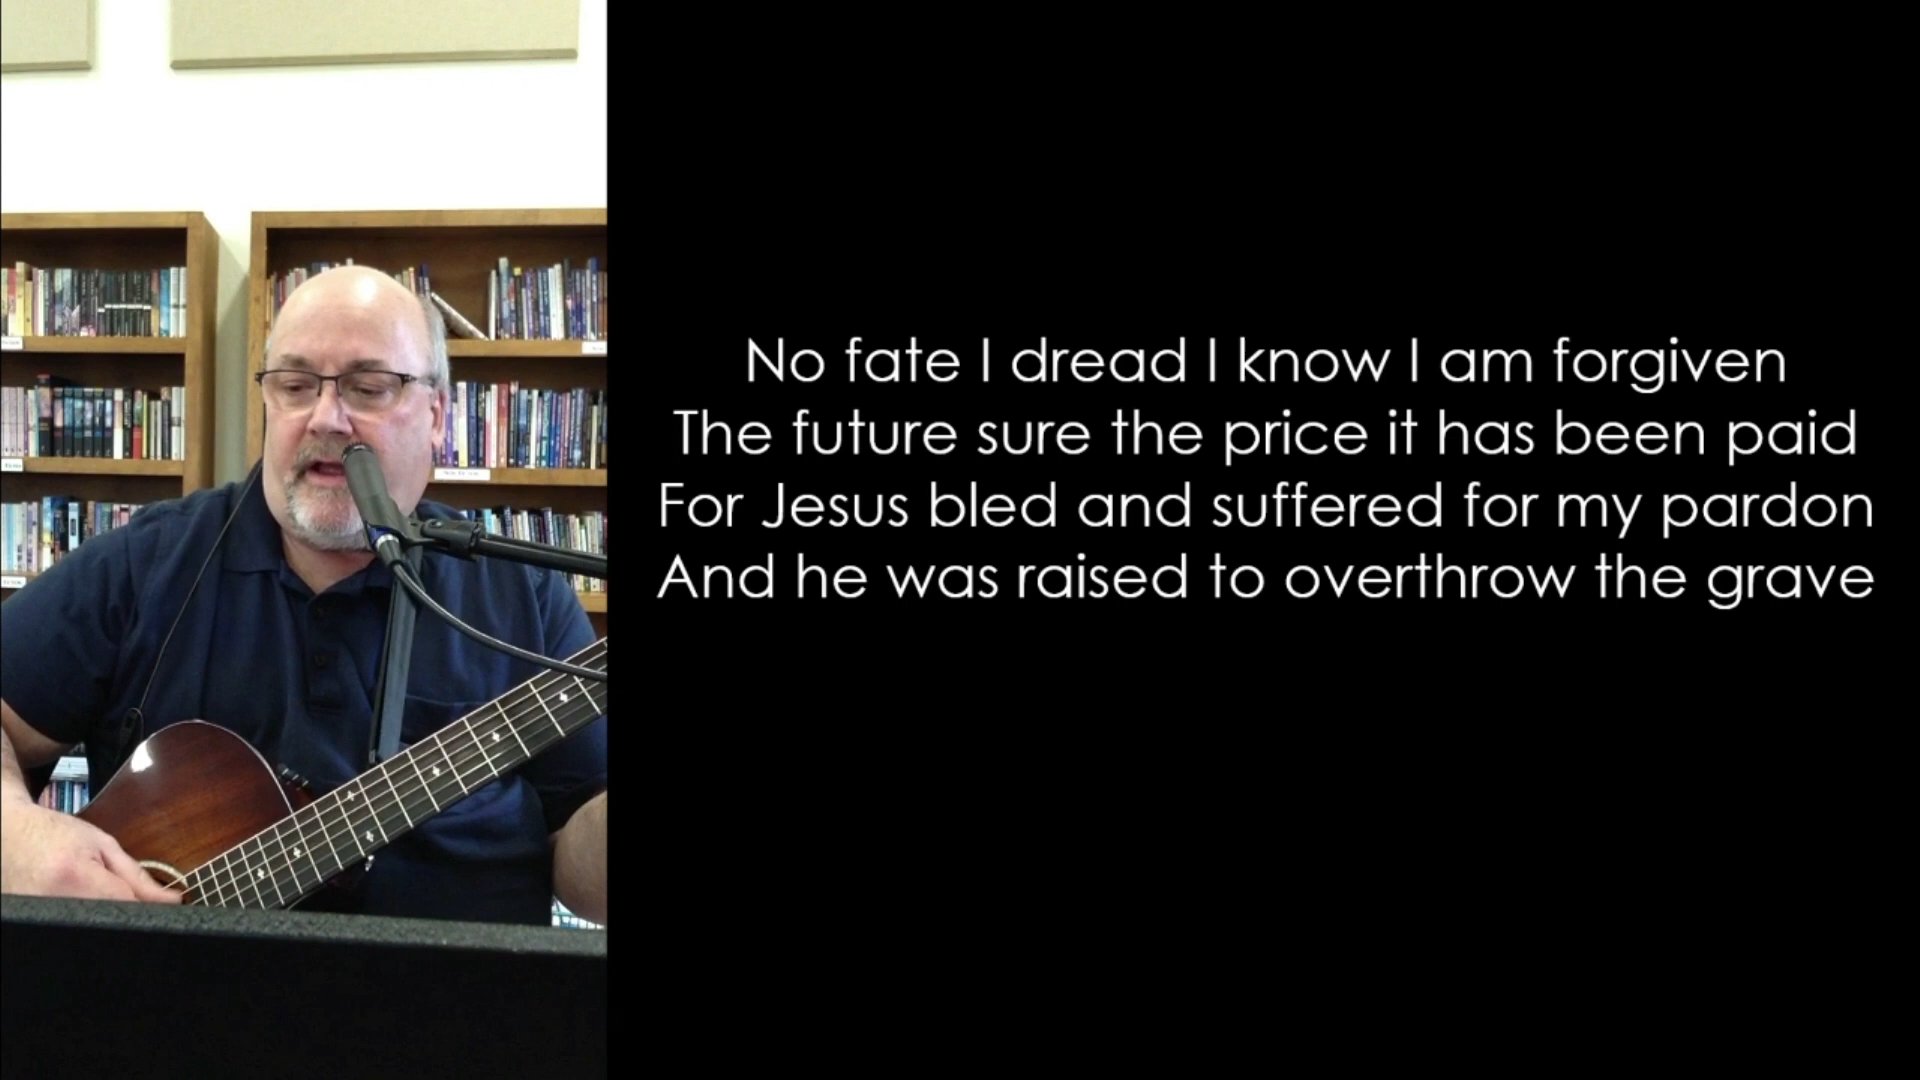 No fate I dread I know I am forgiven
The future sure the price it has been paid
For Jesus bled and suffered for my pardon
And he was raised to overthrow the grave